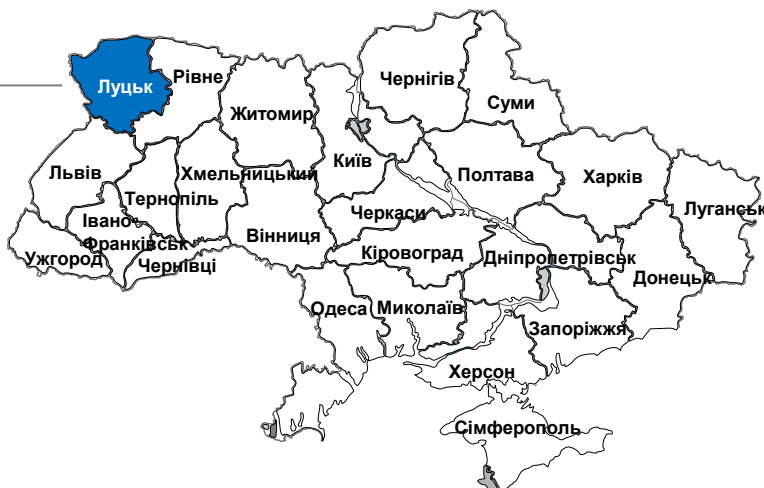 Чернігів
Рівне
Луцьк
Суми
Житомир
Київ
Львів
Хмельницький
Полтава
Харків
Тернопіль
Луганськ
Черкаси
Івано-
Франківськ
Вінниця
Кіровоград
Ужгород
Чернівці
Дніпропетрівськ
Донецьк
Одеса
Миколаїв
Запоріжжя
Херсон
Сімферополь